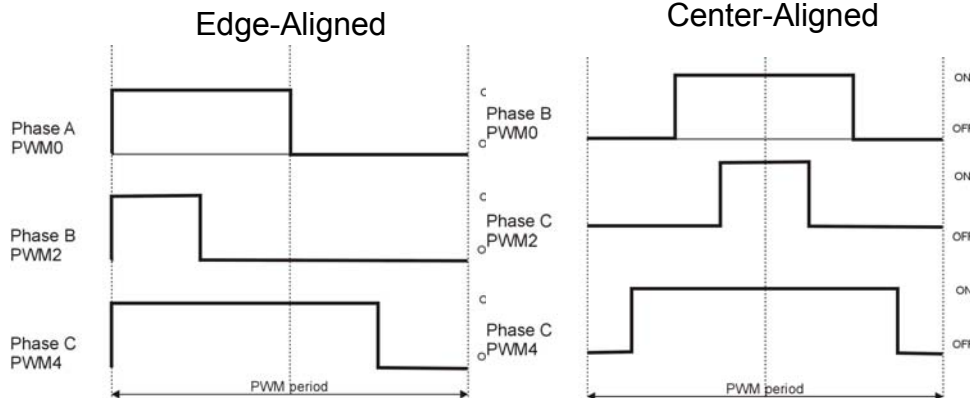 Edge-Aligned
Phase A
PWM0
Phase B
PWM2
Phase C
PWM4
PWM period
Center-Aligned
Phase B
PWM0
ON
OFF
Phase C
PWM2
ON
OFF
Phase C
PWM4
ON
OFF
PWM period